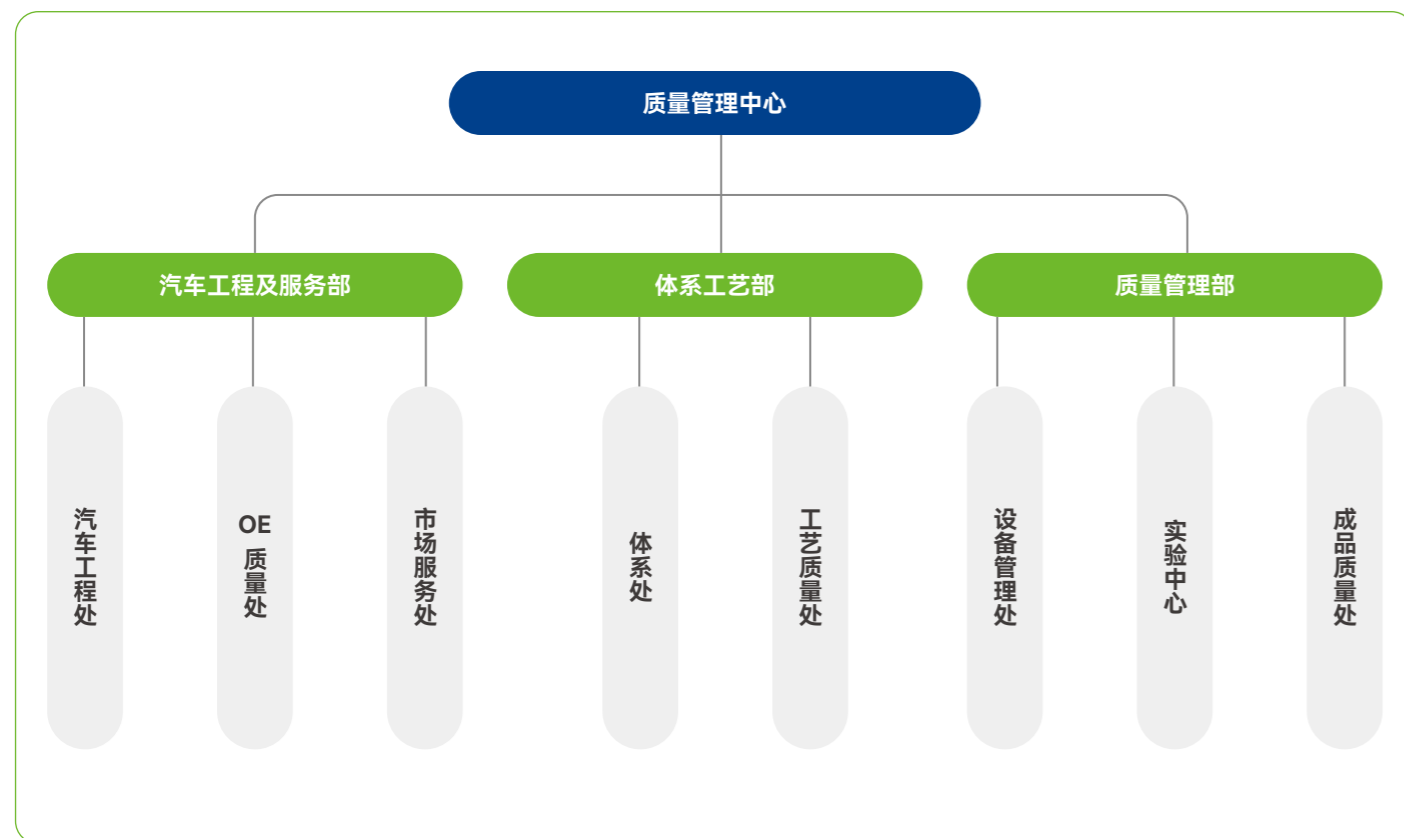 质量管理中心
汽车工程及服务部
体系工艺部
质量管理部
汽车工程处
OE
质量处
市场服务处
体系处
工艺质量处
设备管理处
实验中心
成品质量处